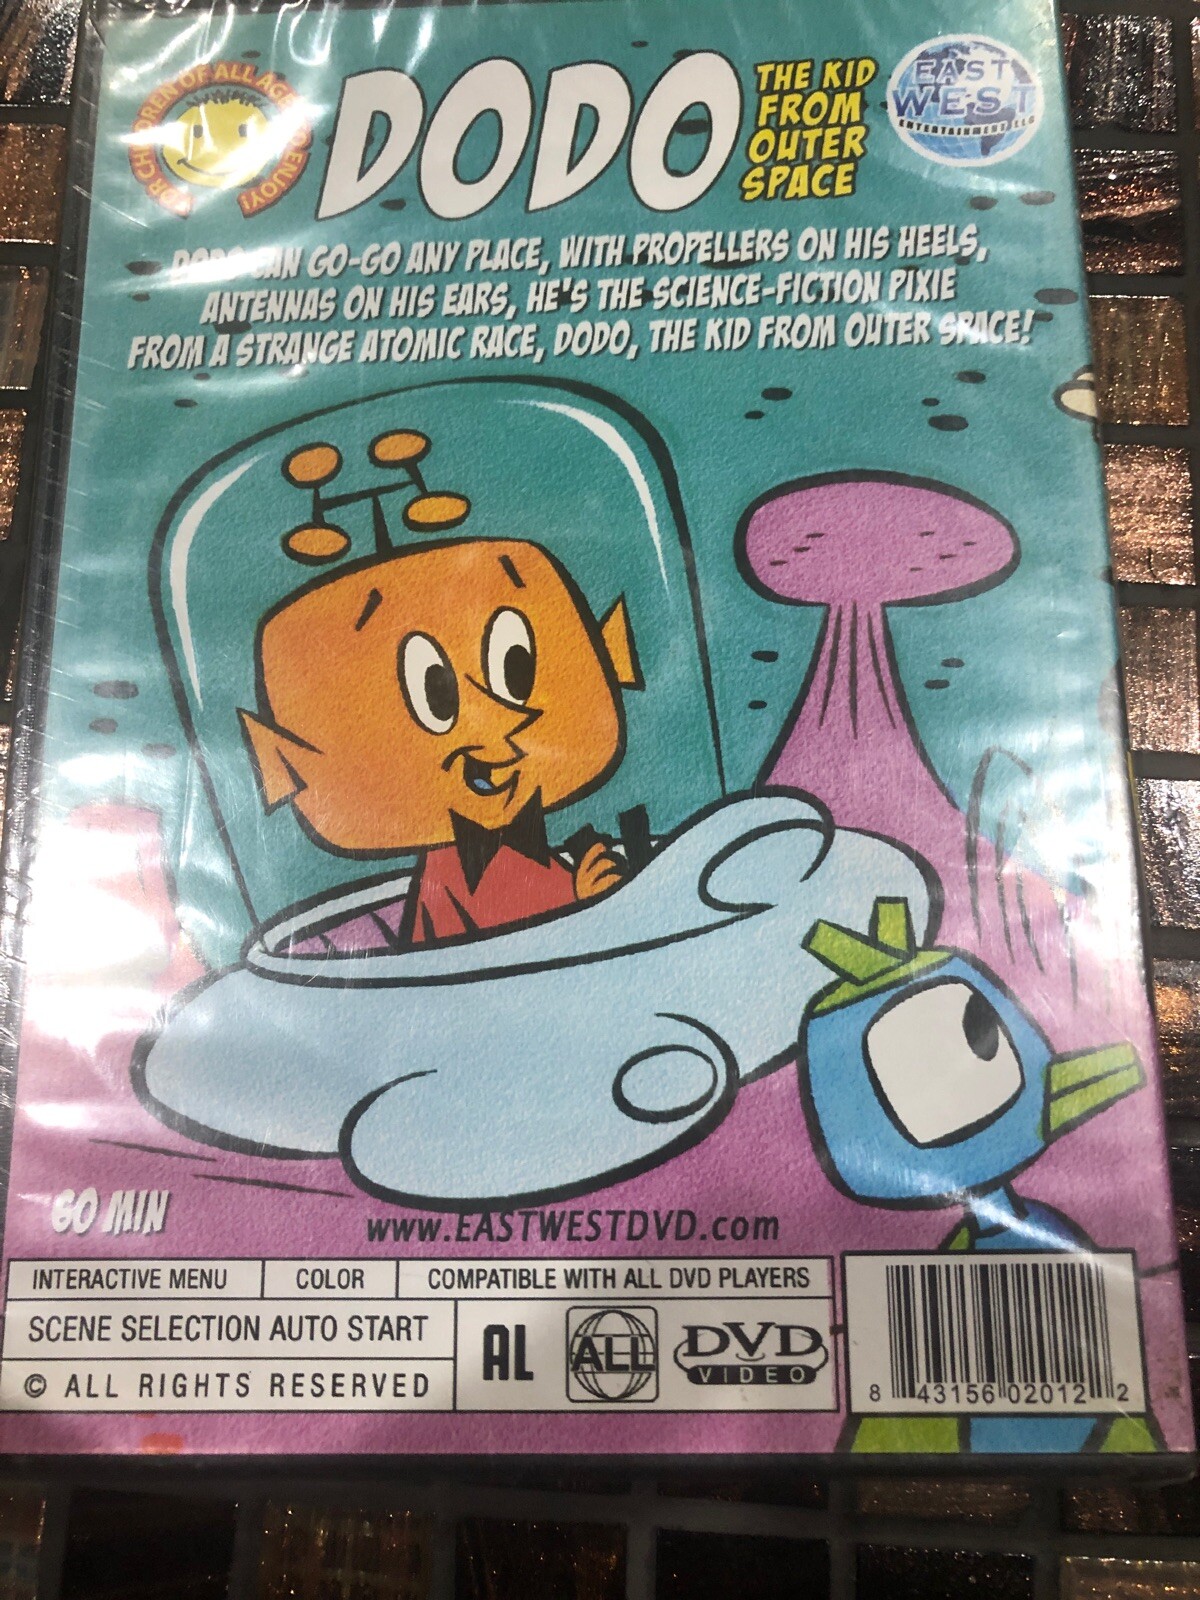 FOR CHILDREN OF ALL AGES TO ENJOY!
DODO
THE KID
FROM
OUTER
SPACE
EAST
WEST
ENTERTAINMENT LLC
DODO CAN GO-GO ANY PLACE, WITH PROPELLERS ON HIS HEELS,
ANTENNAS ON HIS EARS, HE'S THE SCIENCE-FICTION PIXIE
FROM A STRANGE ATOMIC RACE, DODO, THE KID FROM OUTER SPACE!
60 MIN
www.EASTWESTDVD.com
INTERACTIVE MENU
COLOR
COMPATIBLE WITH ALL DVD PLAYERS
SCENE SELECTION AUTO START
© ALL RIGHTS RESERVED
AL
ALL
DVD
VIDEO
8 43156 02012 2